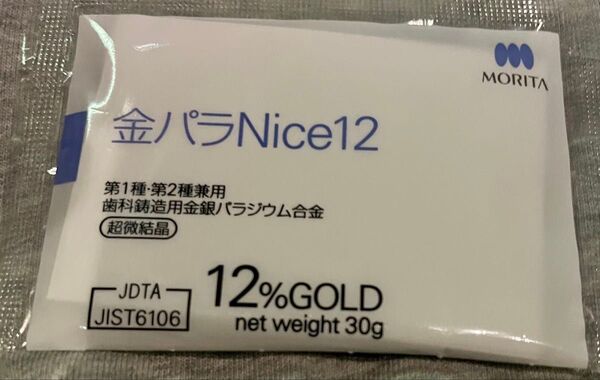 MORITA
金パラNice12
第1種・第2種兼用
歯科鋳造用金銀パラジウム合金
超微結晶
JDTA
JIST6106
12%GOLD
net weight 30g